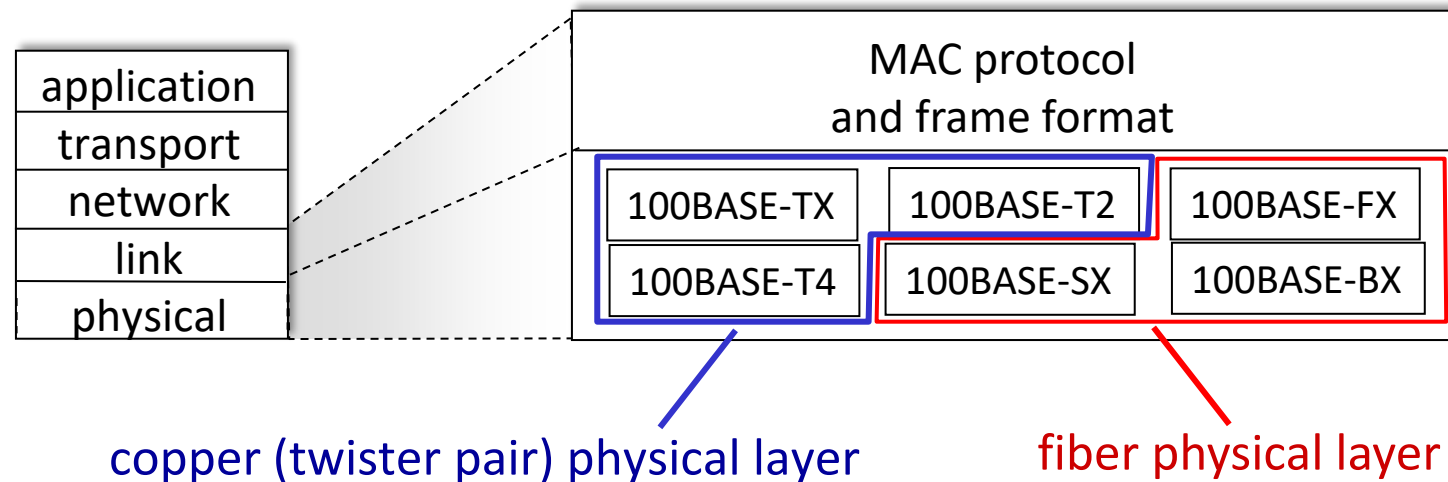 application
transport
network
link
physical
MAC protocol
and frame format
100BASE-TX
100BASE-T2
100BASE-FX
100BASE-T4
100BASE-SX
100BASE-BX
copper (twister pair) physical layer
fiber physical layer